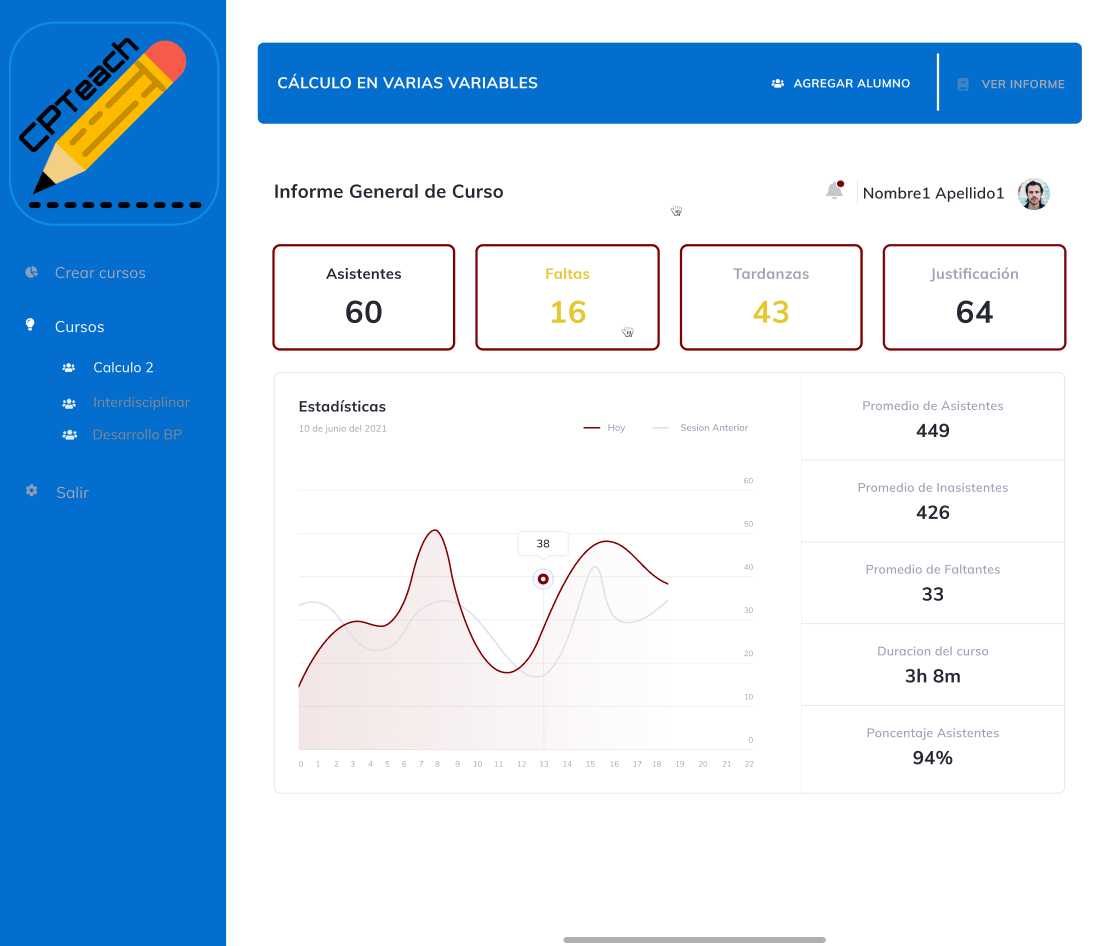 CPTeach
Crear cursos
Cursos
Calculo 2
Interdisciplinar
Desarrollo BP
Salir
CÁLCULO EN VARIAS VARIABLES
AGREGAR ALUMNO
VER INFORME
Informe General de Curso
Nombre1 Apellido1
Asistentes
60
Faltas
16
Tardanzas
43
Justificación
64
Estadísticas
10 de junio del 2021
Hoy
Sesion Anterior
60
50
40
30
20
10
0
38
0 1 2 3 4 5 6 7 8 9 10 11 12 13 14 15 16 17 18 19 20 21 22
Promedio de Asistentes
449
Promedio de Inasistentes
426
Promedio de Faltantes
33
Duracion del curso
3h 8m
Poncentaje Asistentes
94%